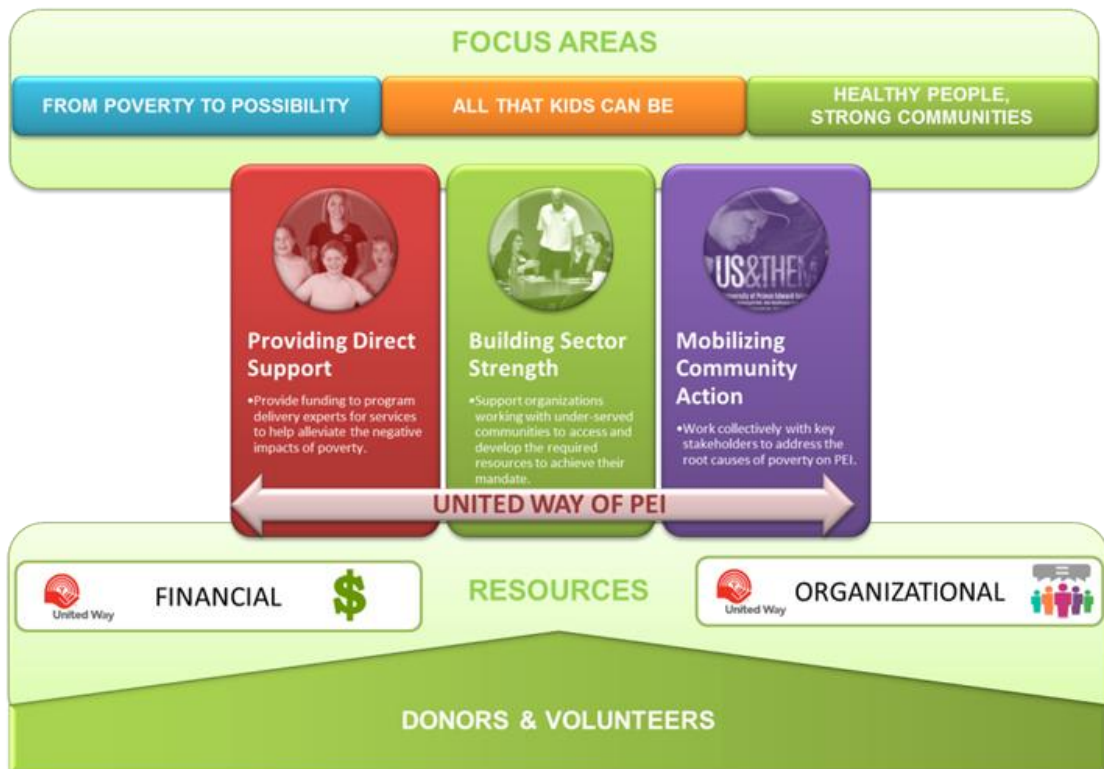 FOCUS AREAS
FROM POVERTY TO POSSIBILITY
ALL THAT KIDS CAN BE
HEALTHY PEOPLE,
STRONG COMMUNITIES
Providing Direct
Support
•Provide funding to program
delivery experts for services
to help alleviate the negative
impacts of poverty.
Building Sector
Strength
•Support organizations
working with under-served
communities to access and
develop the required
resources to achieve their
mandate.
US&THEM
University of Prince Edward
Mobilizing
Community
Action
•Work collectively with key
stakeholders to address the
root causes of poverty on PEI.
UNITED WAY OF PEI
United Way
FINANCIAL
$
RESOURCES
United Way
ORGANIZATIONAL
DONORS & VOLUNTEERS